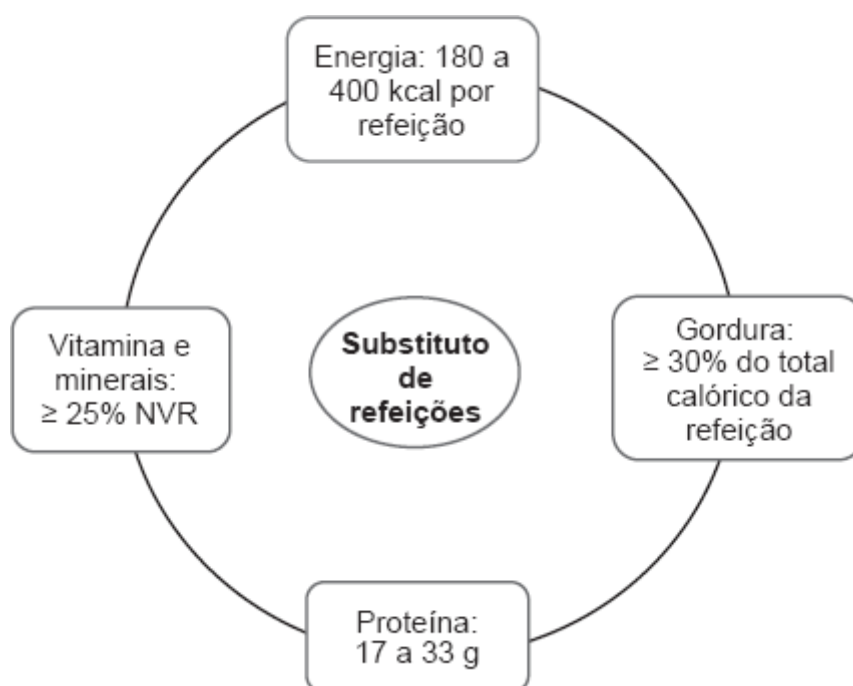 Energia: 180 a
400 kcal por
refeição
Vitamina e
minerais:
≥ 25% NVR
Substituto
de
refeições
Gordura:
≥ 30% do total
calórico da
refeição
Proteína:
17 a 33 g